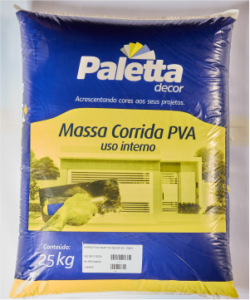 Paletta
decor
Acrescentando cores aos seus projetos.
Massa Corrida PVA
uso interno
Conteúdo:
25kg